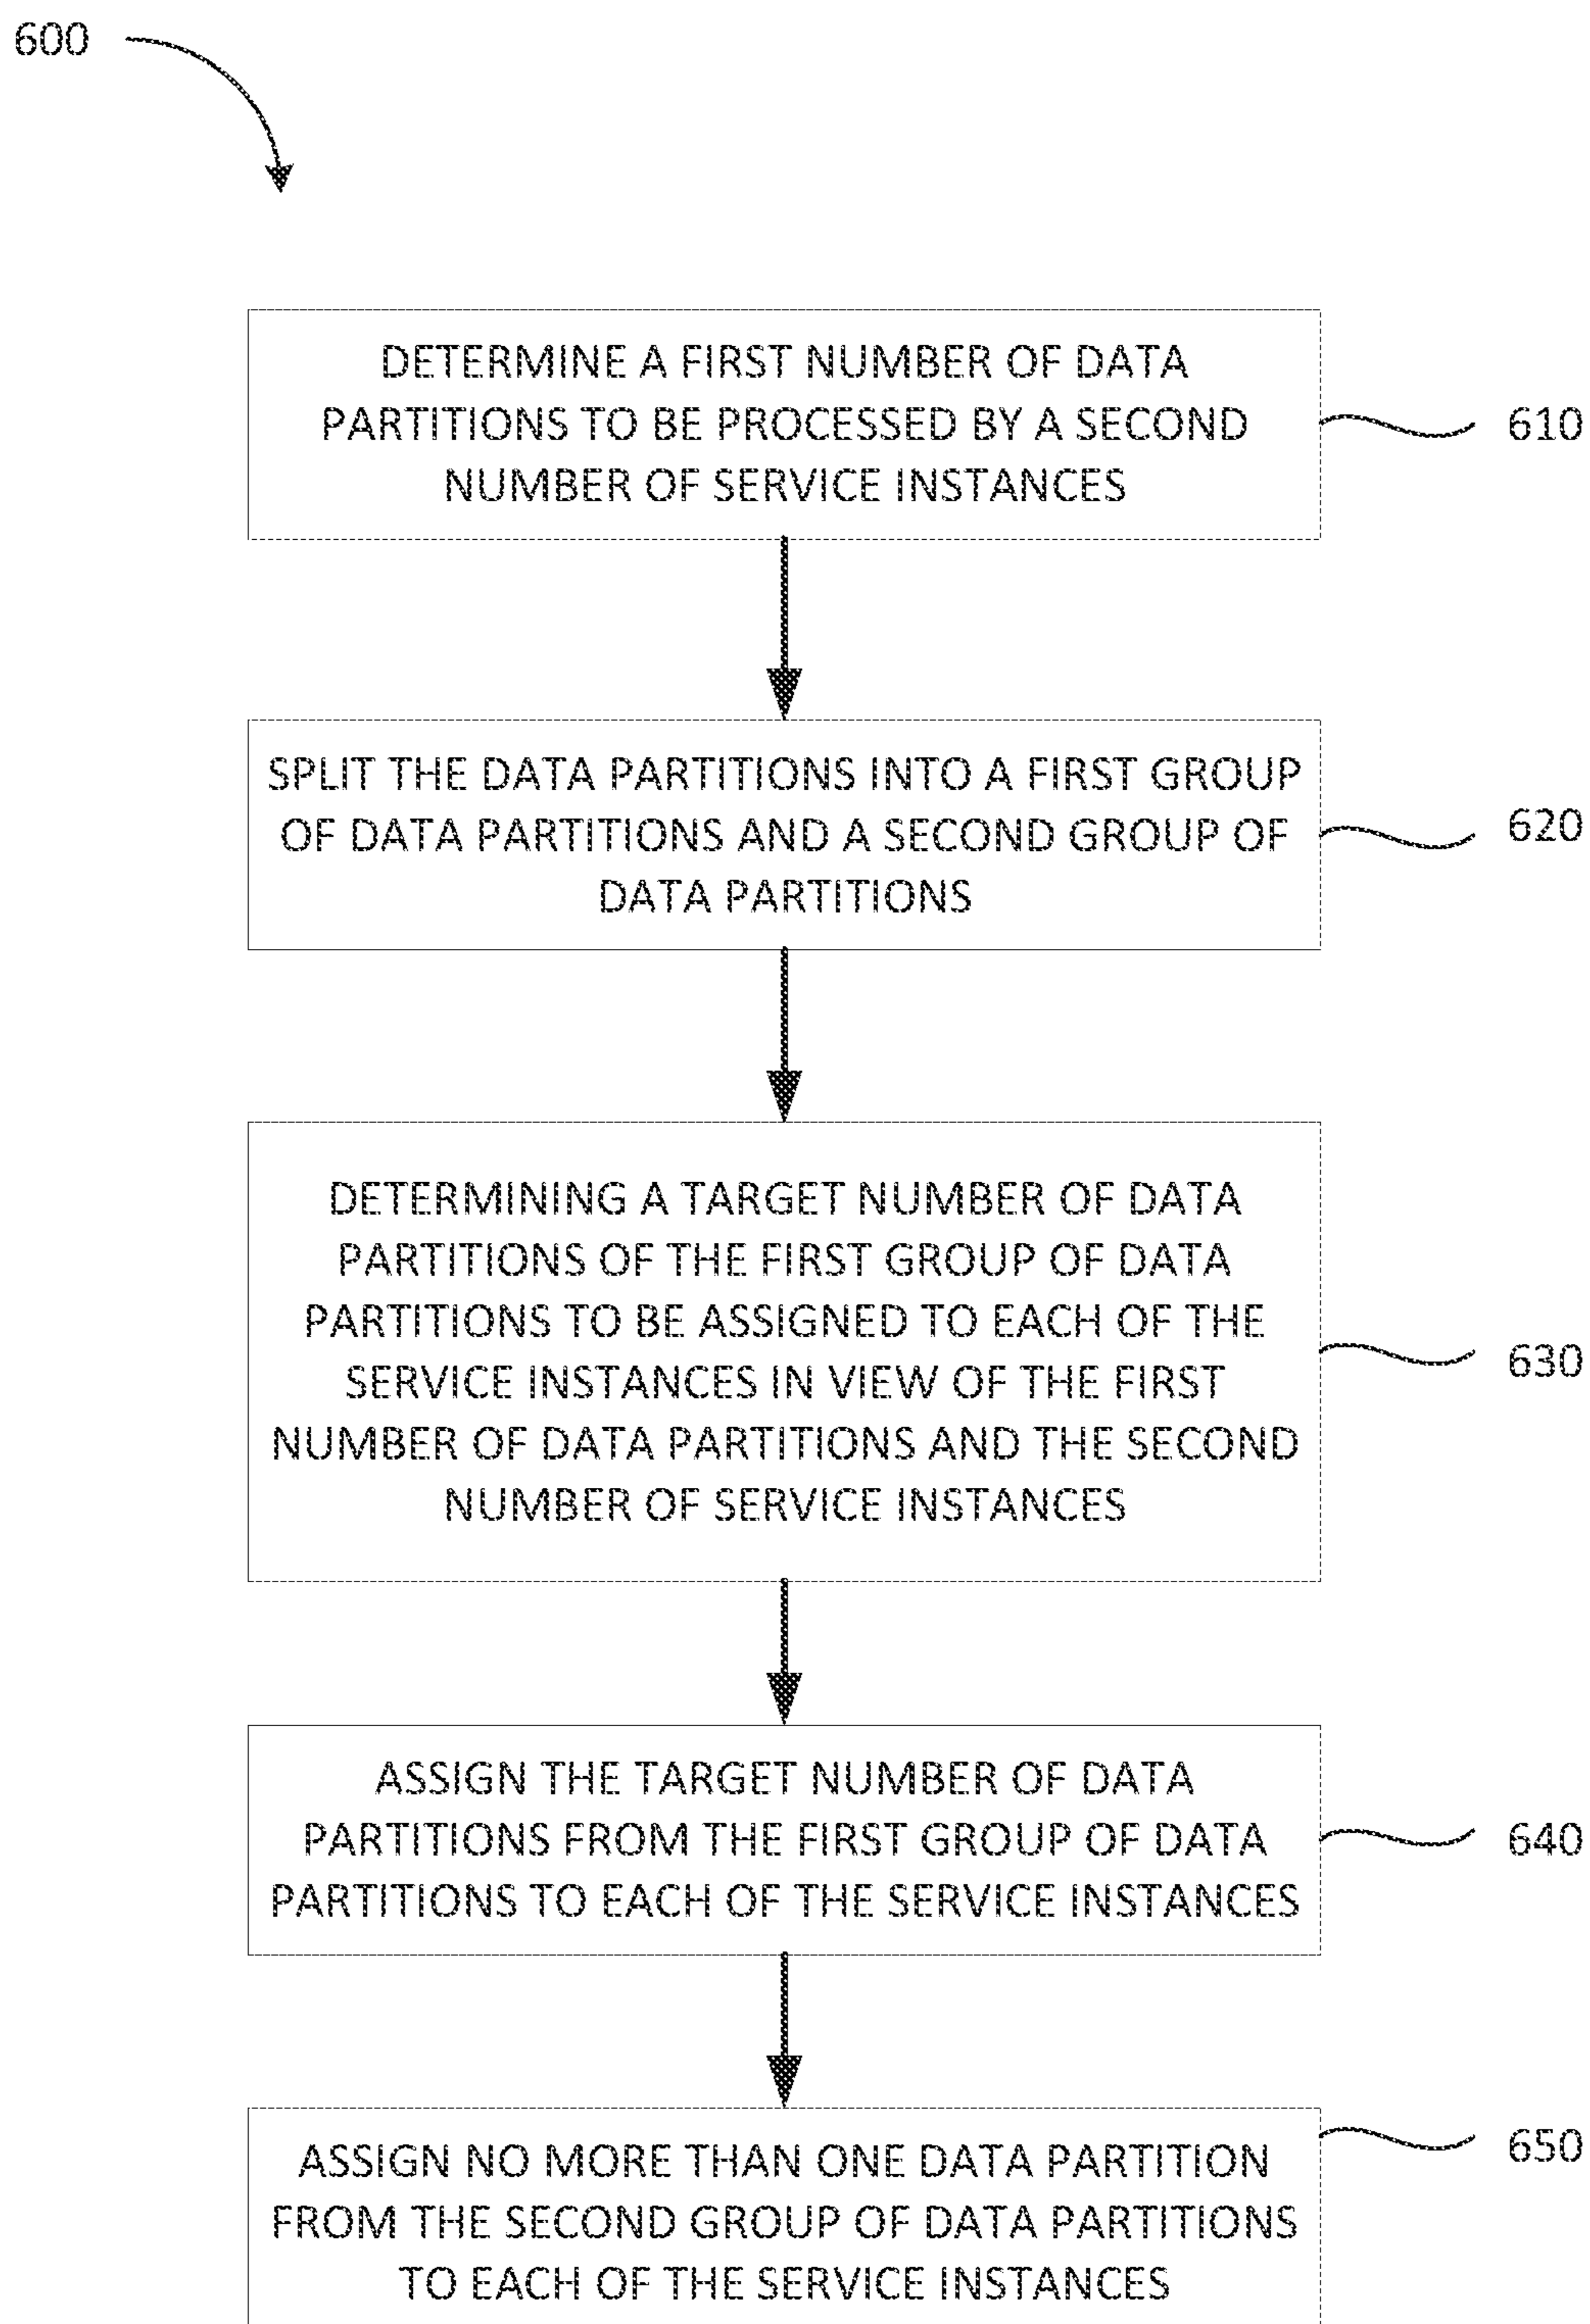 600
DETERMINE A FIRST NUMBER OF DATA
PARTITIONS TO BE PROCESSED BY A SECOND
NUMBER OF SERVICE INSTANCES
610
SPLIT THE DATA PARTITIONS INTO A FIRST GROUP
OF DATA PARTITIONS AND A SECOND GROUP OF
DATA PARTITIONS
620
DETERMINING A TARGET NUMBER OF DATA
PARTITIONS OF THE FIRST GROUP OF DATA
PARTITIONS TO BE ASSIGNED TO EACH OF THE
SERVICE INSTANCES IN VIEW OF THE FIRST
NUMBER OF DATA PARTITIONS AND THE SECOND
NUMBER OF SERVICE INSTANCES
630
ASSIGN THE TARGET NUMBER OF DATA
PARTITIONS FROM THE FIRST GROUP OF DATA
PARTITIONS TO EACH OF THE SERVICE INSTANCES
640
ASSIGN NO MORE THAN ONE DATA PARTITION
FROM THE SECOND GROUP OF DATA PARTITIONS
TO EACH OF THE SERVICE INSTANCES
650